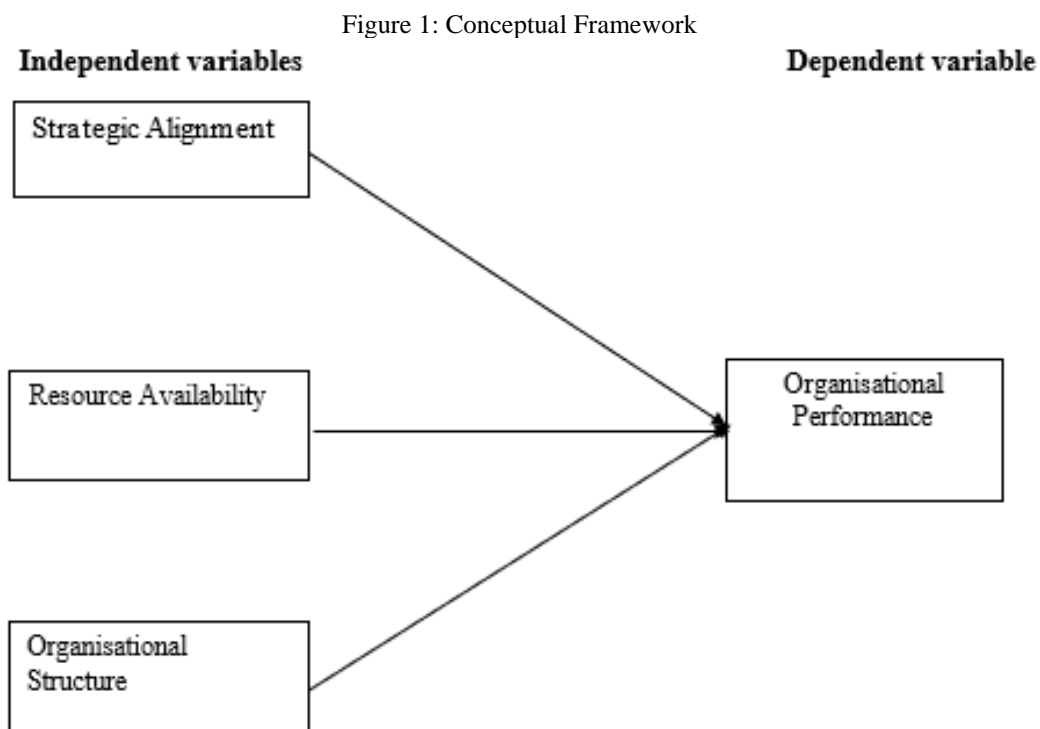 Figure 1: Conceptual Framework
Independent variables
Dependent variable
Strategic Alignment
Resource Availability
Organisational
Performance
Organisational
Structure